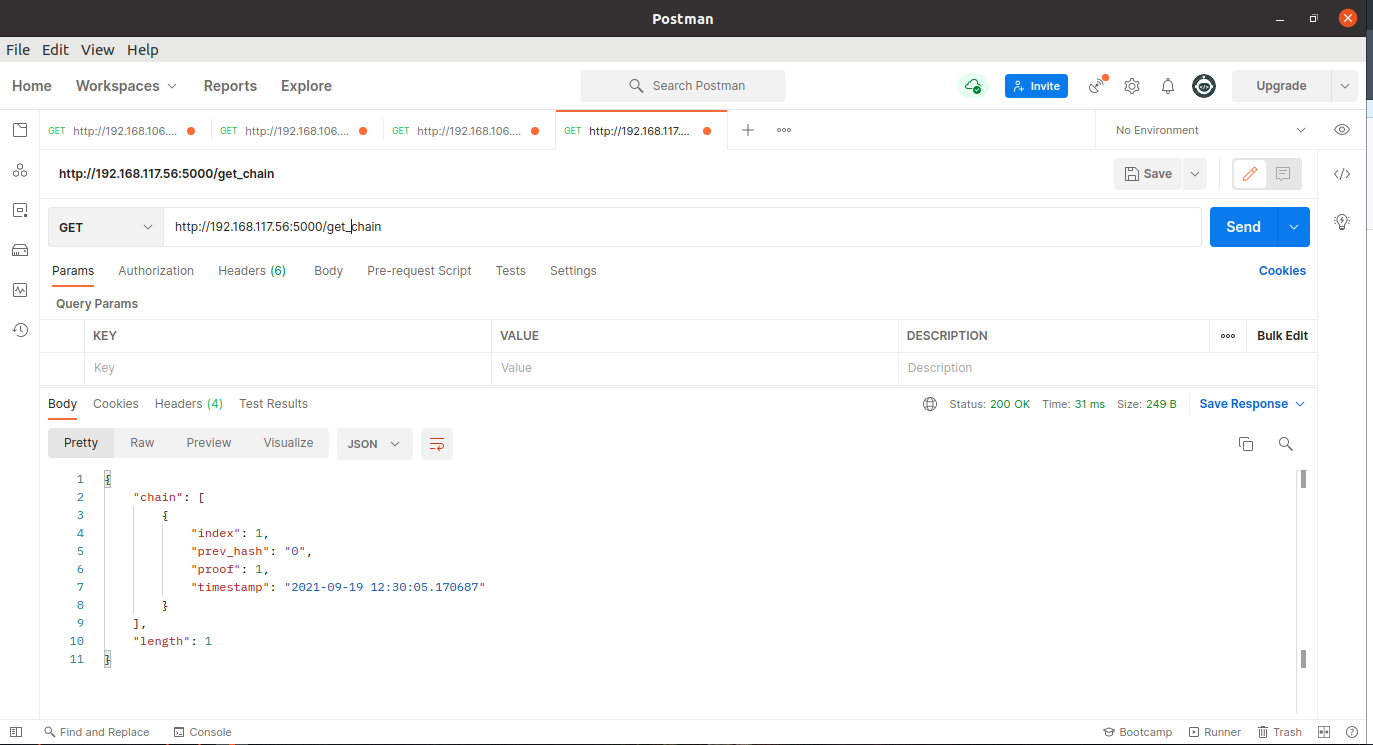 Postman
File Edit View Help
Home Workspaces Reports Explore Search Postman Invite Upgrade
GET http://192.168.106.... GET http://192.168.106.... GET http://192.168.106.... GET http://192.168.117.... No Environment
http://192.168.117.56:5000/get_chain Save
GET http://192.168.117.56:5000/get_chain Send
Params Authorization Headers (6) Body Pre-request Script Tests Settings Cookies
Query Params
KEY VALUE DESCRIPTION Bulk Edit
Key Value Description
Body Cookies Headers (4) Test Results Status: 200 OK Time: 31 ms Size: 249 B Save Response
Pretty Raw Preview Visualize JSON
1 {
2 "chain": [
3 {
4 "index": 1,
5 "prev_hash": "0",
6 "proof": 1,
7 "timestamp": "2021-09-19 12:30:05.170687"
8 }
9 ],
10 "length": 1
11 }
Find and Replace Console Bootcamp Runner Trash